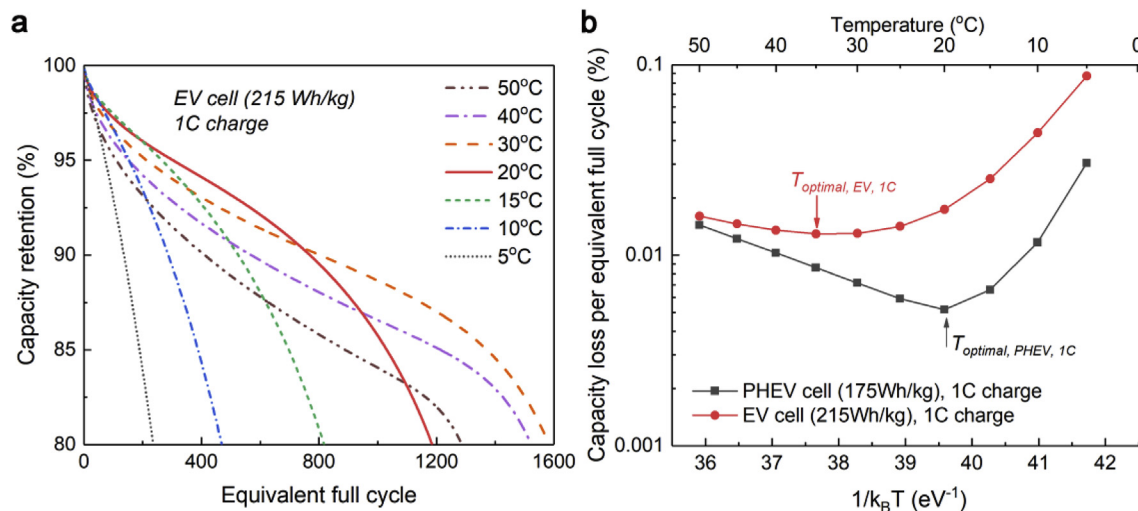 a
EV cell (215 Wh/kg)
1C charge
50°C
40°C
30°C
20°C
15°C
10°C
5°C
100
95
90
85
80
Capacity retention (%)
0
400
800
1200
1600
Equivalent full cycle
b
Temperature (°C)
50
40
30
20
10
0
0.1
0.01
0.001
Capacity loss per equivalent full cycle (%)
Toptimal, EV, 1C
Toptimal, PHEV, 1C
PHEV cell (175Wh/kg), 1C charge
EV cell (215Wh/kg), 1C charge
36
37
38
39
40
41
42
1/kBT (eV-1)